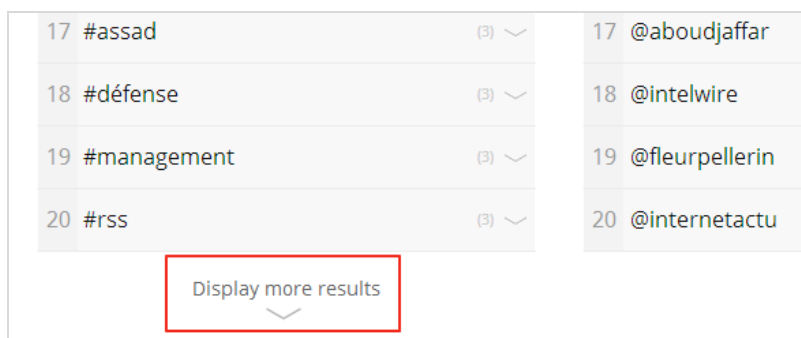 17 #assad (3) 17 @aboudjaffar
18 #défense (3) 18 @intelwire
19 #management (3) 19 @fleurpellerin
20 #rss (3) 20 @internetactu
Display more results